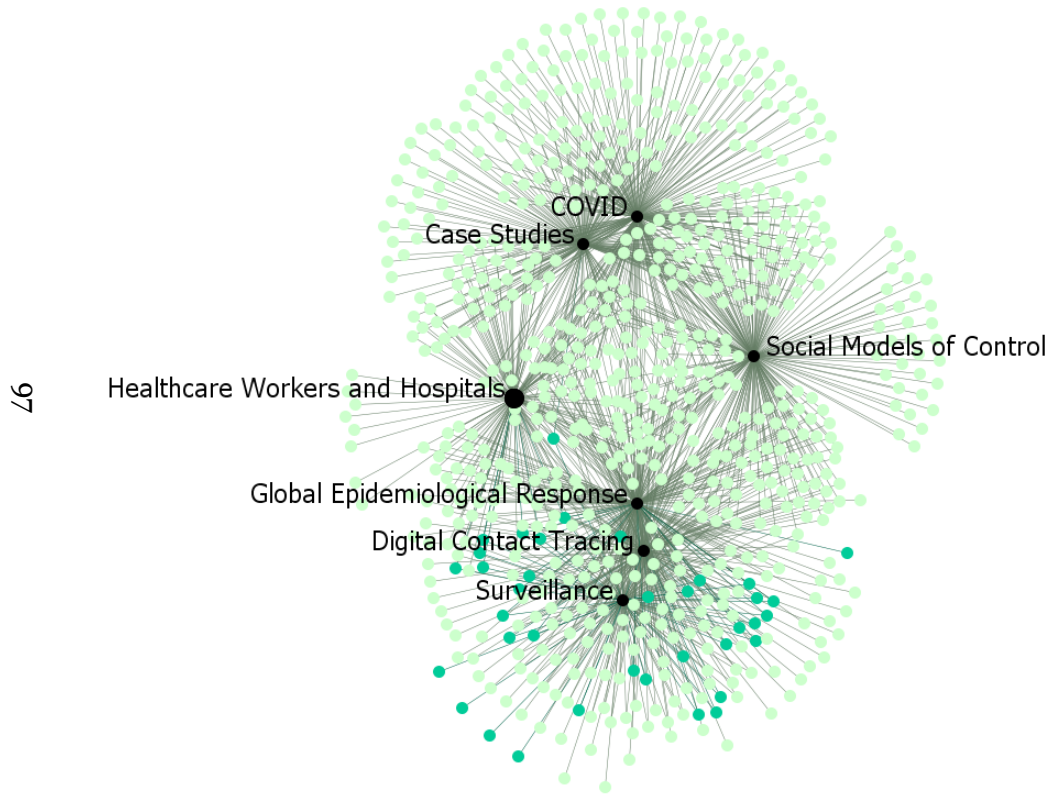 COVID
Case Studies
Social Models of Control
Healthcare Workers and Hospitals
97
Global Epidemiological Response
Digital Contact Tracing
Surveillance